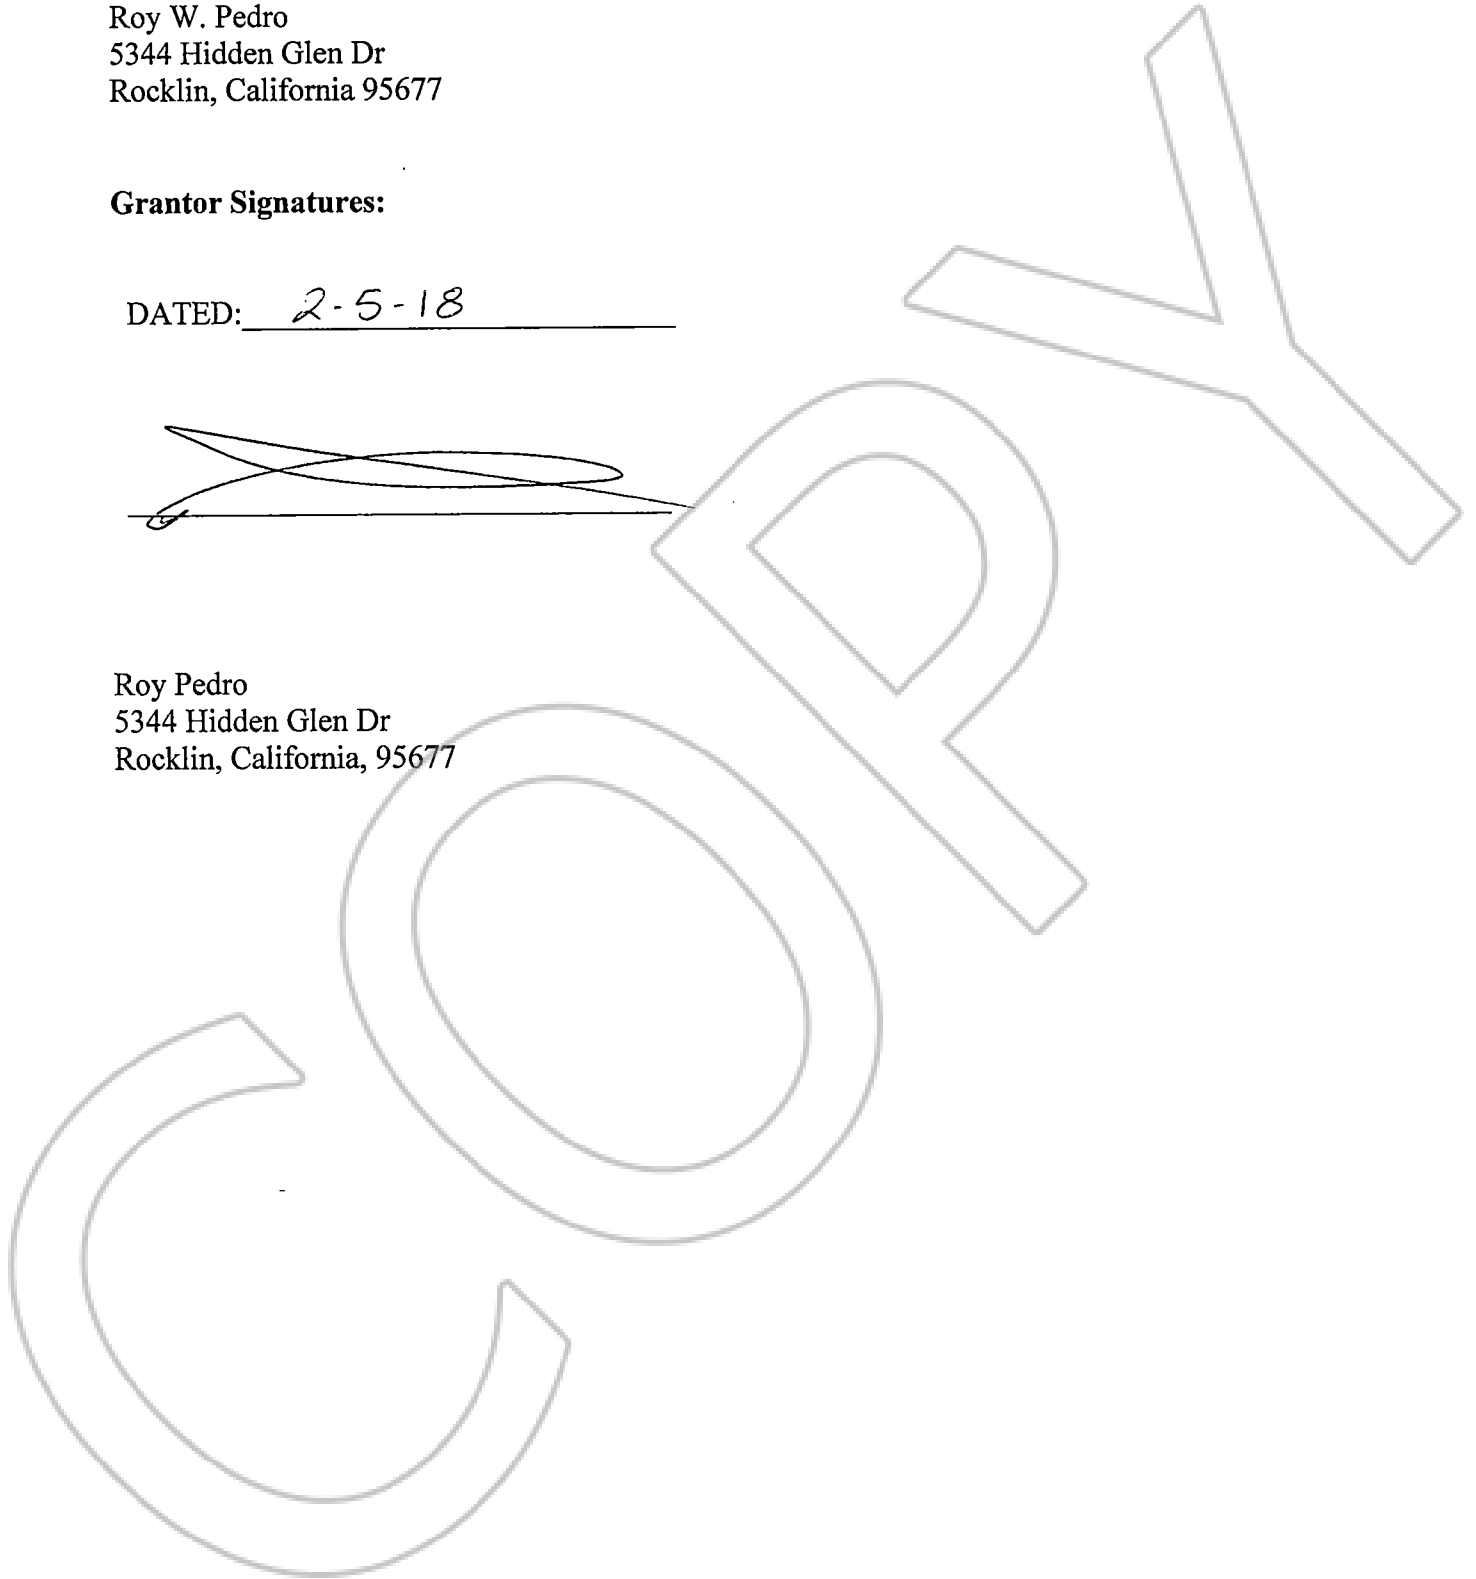 Roy W. Pedro
5344 Hidden Glen Dr
Rocklin, California 95677
Grantor Signatures:
DATED: 2-5-18
Roy Pedro
5344 Hidden Glen Dr
Rocklin, California, 95677
COPY